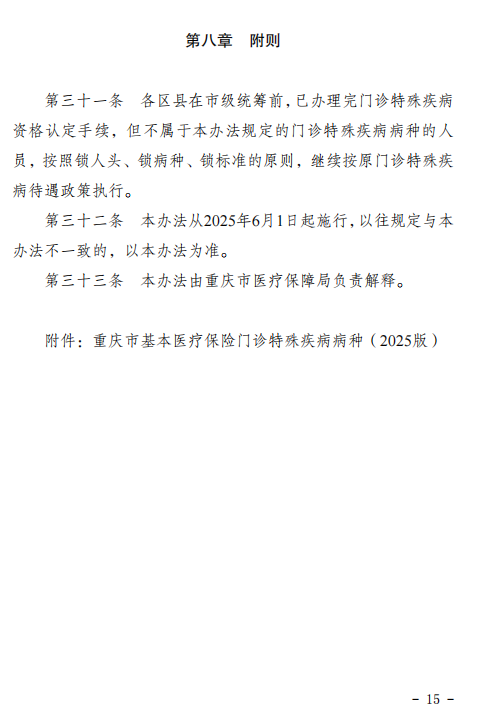 第八章　附则
第三十一条　各区县在市级统筹前，已办理完门诊特殊疾病
资格认定手续，但不属于本办法规定的门诊特殊疾病病种的人
员，按照锁人头、锁病种、锁标准的原则，继续按原门诊特殊疾
病待遇政策执行。
第三十二条　本办法从2025年6月1日起施行，以往规定与本
办法不一致的，以本办法为准。
第三十三条　本办法由重庆市医疗保障局负责解释。
附件：重庆市基本医疗保险门诊特殊疾病病种（2025版）
- 15 -